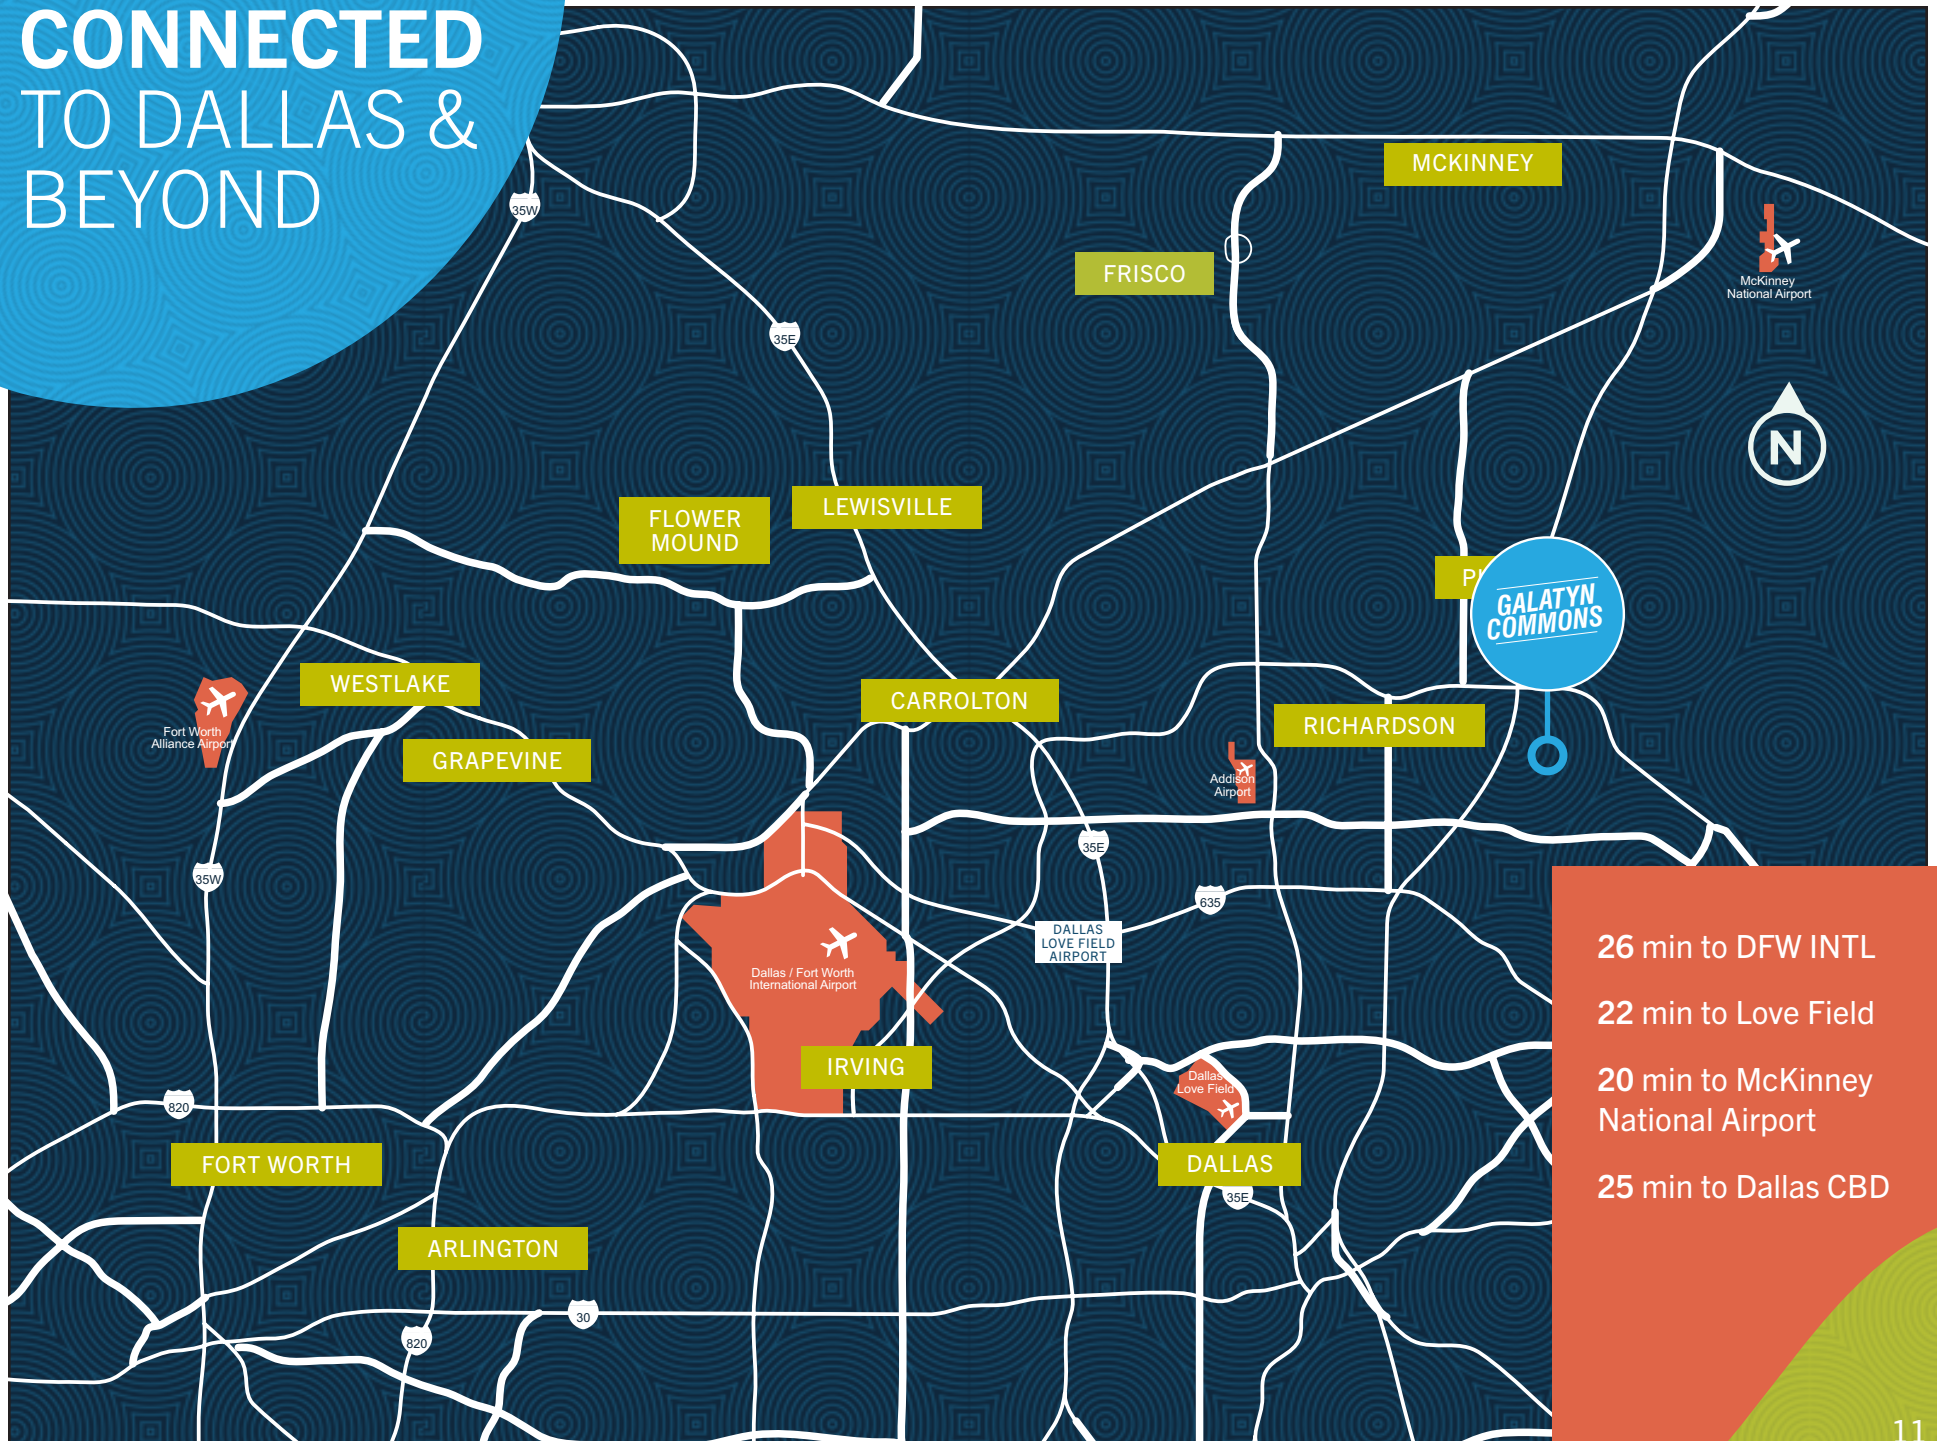 CONNECTED
TO DALLAS &
BEYOND
35W
MCKINNEY
FRISCO
McKinney
National Airport
35E
N
FLOWER
MOUND
LEWISVILLE
GALATYN
COMMONS
WESTLAKE
CARROLTON
RICHARDSON
Fort Worth
Alliance Airport
GRAPEVINE
Addison
Airport
35E
35W
635
DALLAS
LOVE FIELD
AIRPORT
Dallas / Fort Worth
International Airport
IRVING
Dallas
Love Field
820
FORT WORTH
DALLAS
35E
ARLINGTON
30
820
26 min to DFW INTL
22 min to Love Field
20 min to McKinney
National Airport
25 min to Dallas CBD
11